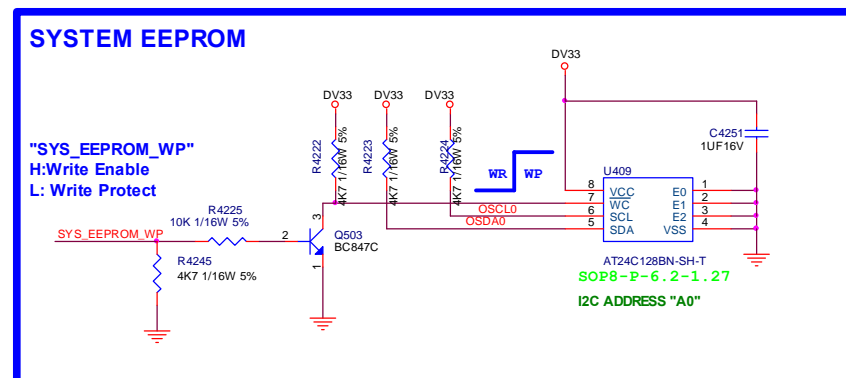 SYSTEM EEPROM
"SYS_EEPROM_WP"
H:Write Enable
L: Write Protect
DV33
DV33
DV33
DV33
R4222
4K7 1/16W 5%
R4223
4K7 1/16W 5%
R4224
4K7 1/16W 5%
WR
WP
C4251
1UF16V
U409
8
VCC
E0
1
7
WC
E1
2
6
SCL
E2
3
5
SDA
VSS
4
OSCL0
OSDA0
R4225
10K 1/16W 5%
SYS_EEPROM_WP
2
3
1
Q503
BC847C
R4245
4K7 1/16W 5%
AT24C128BN-SH-T
SOP8-P-6.2-1.27
I2C ADDRESS "A0"